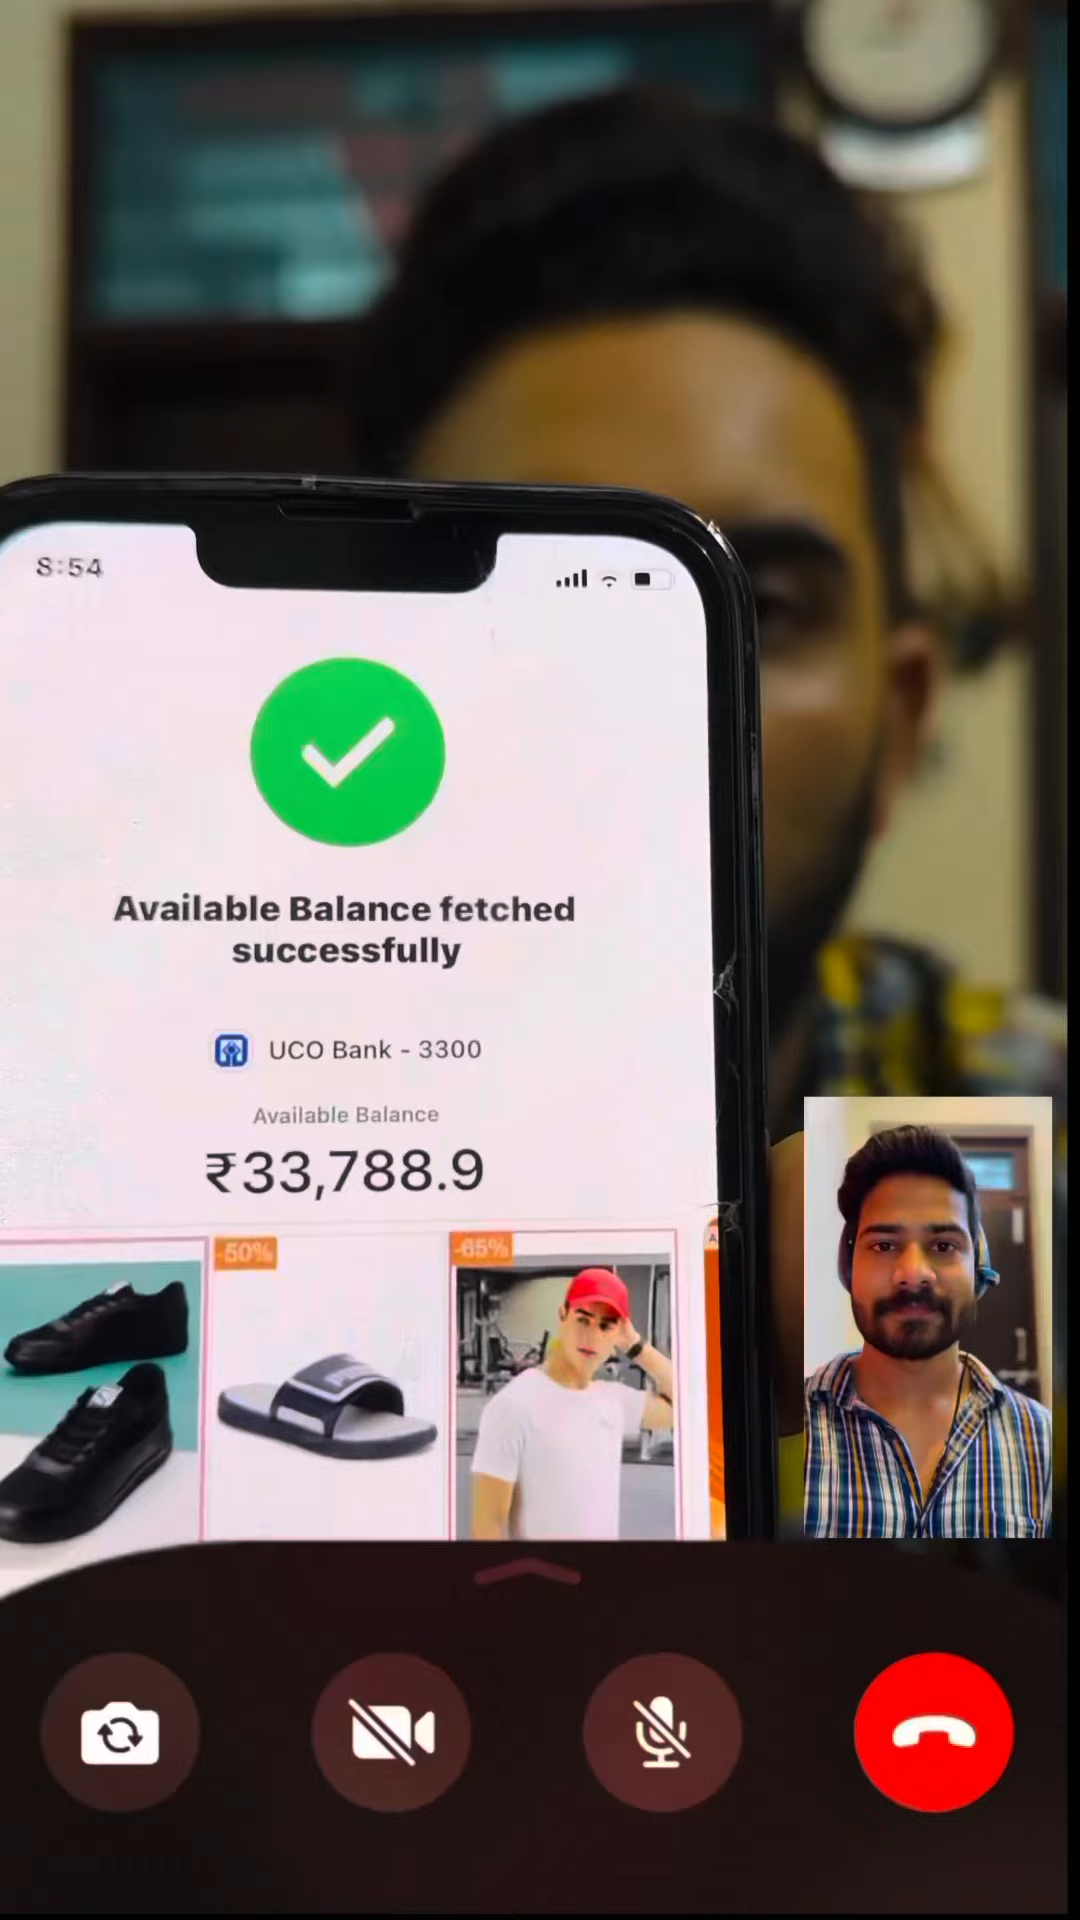 8:54
Available Balance fetched
successfully
UCO Bank - 3300
Available Balance
₹33,788.9
-50%
-65%
A